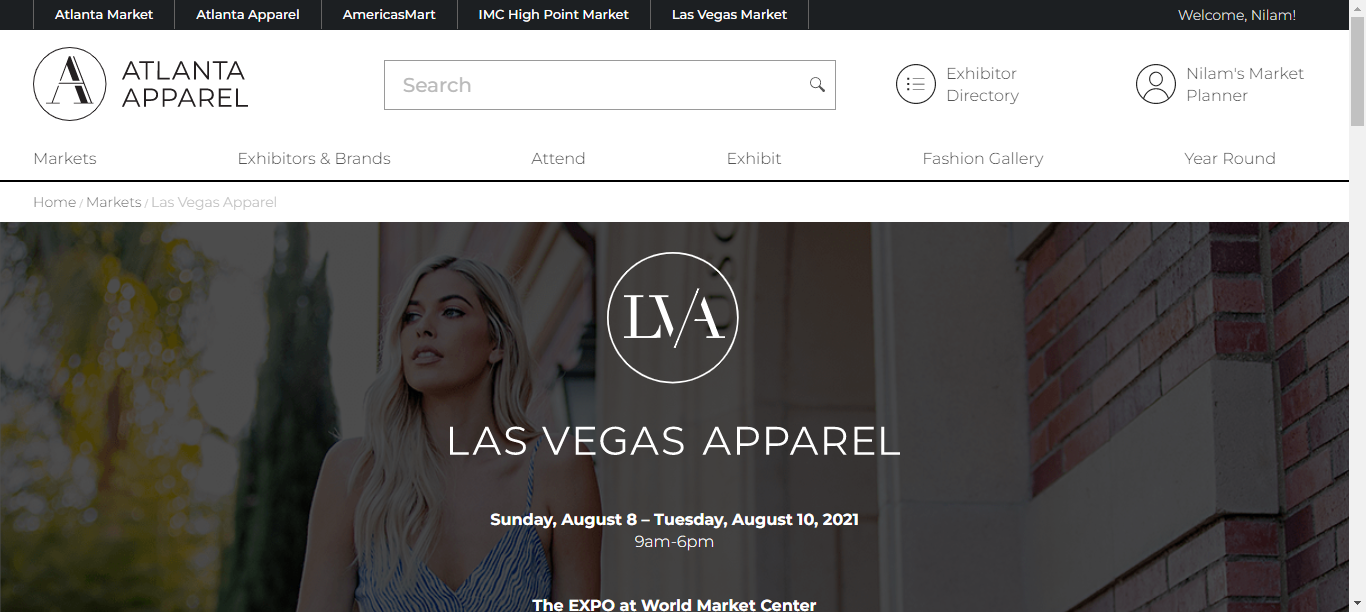 Atlanta Market
Atlanta Apparel
AmericasMart
IMC High Point Market
Las Vegas Market
Welcome, Nilam!
A
ATLANTA
APPAREL
Search
Exhibitor
Directory
Nilam's Market
Planner
Markets
Exhibitors & Brands
Attend
Exhibit
Fashion Gallery
Year Round
Home / Markets / Las Vegas Apparel
LVA
LAS VEGAS APPAREL
Sunday, August 8 – Tuesday, August 10, 2021
9am-6pm
The EXPO at World Market Center